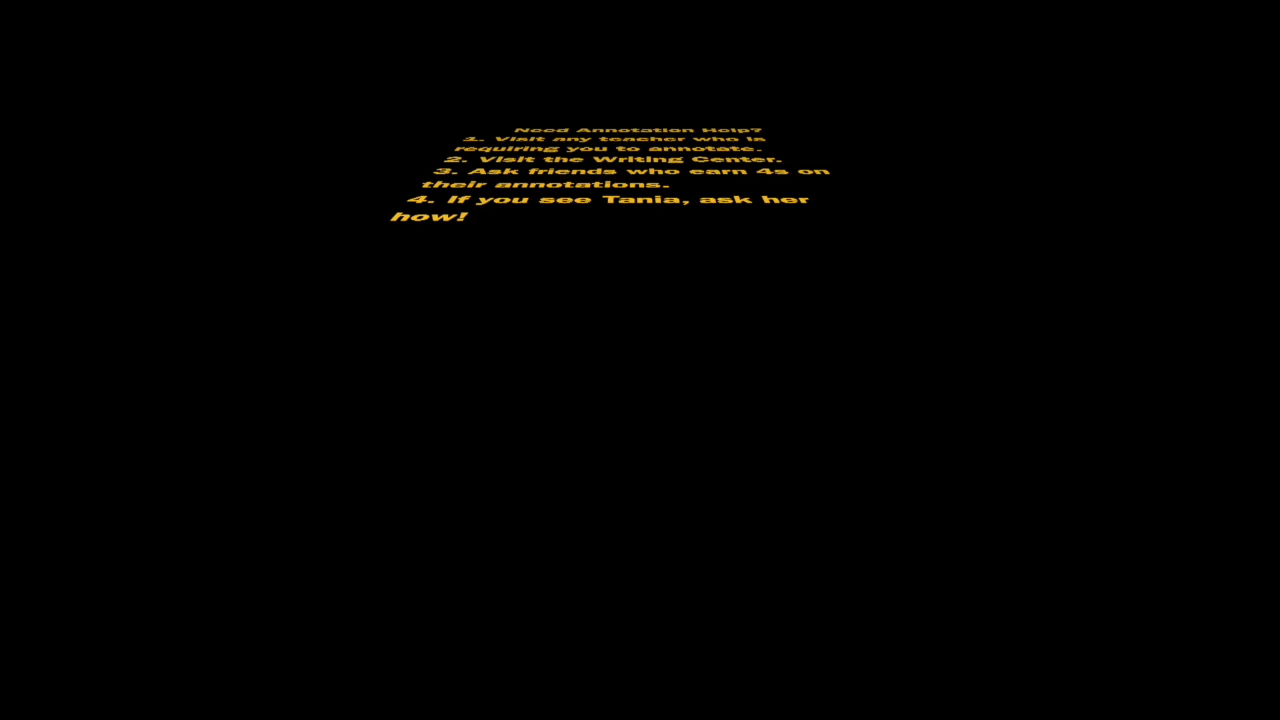 Need Annotation Help?
1. Visit any teacher who is
requiring you to annotate.
2. Visit the Writing Center.
3. Ask friends who earn 4s on
their annotations.
4. If you see Tania, ask her
how!